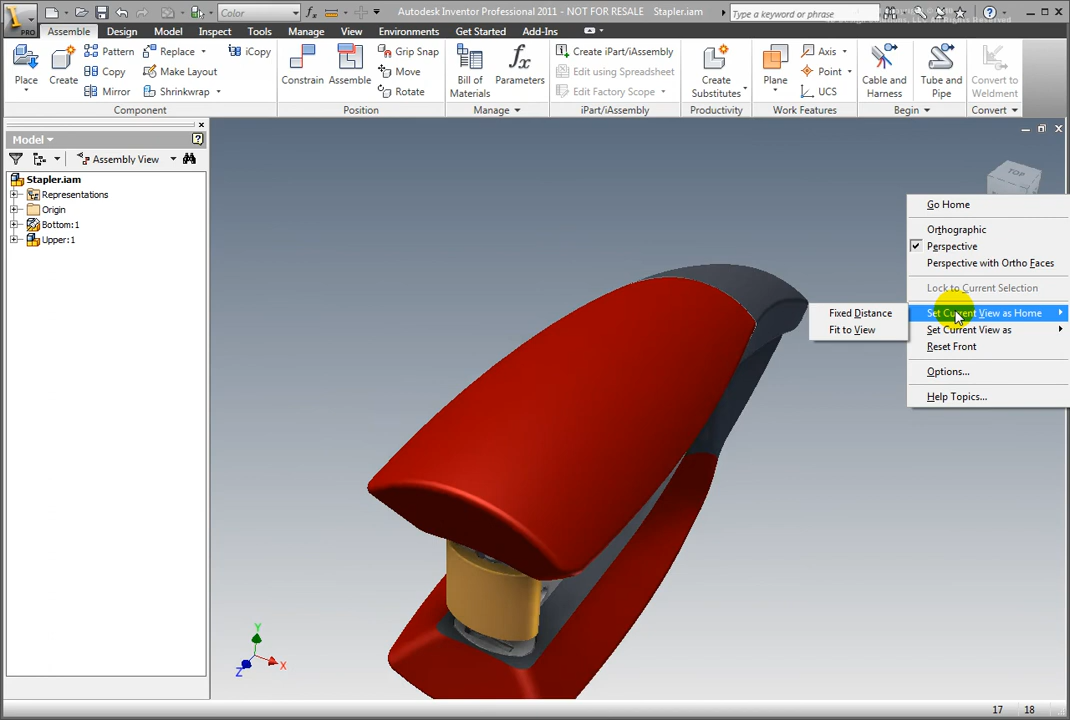 Color
Autodesk Inventor Professional 2011 - NOT FOR RESALE Stapler.iam
Type a keyword or phrase
PRO
Assemble Design Model Inspect Tools Manage View Environments Get Started Add-Ins
Place
Create
Pattern
Copy
Mirror
Replace
Make Layout
Shrinkwrap
iCopy
Constrain
Assemble
Grip Snap
Move
Rotate
Bill of
Materials
Parameters
Create iPart/iAssembly
Edit using Spreadsheet
Edit Factory Scope
Create
Substitutes
Plane
Axis
Point
UCS
Cable and
Harness
Tube and
Pipe
Convert to
Weldment
Component Position Manage iPart/iAssembly Productivity Work Features Begin Convert
Model
Assembly View
Stapler.iam
Representations
Origin
Bottom:1
Upper:1
TOP
Go Home
Orthographic
Perspective
Perspective with Ortho Faces
Lock to Current Selection
Set Current View as Home
Set Current View as
Reset Front
Options...
Help Topics...
Fixed Distance
Fit to View
Y
X
Z
17 18